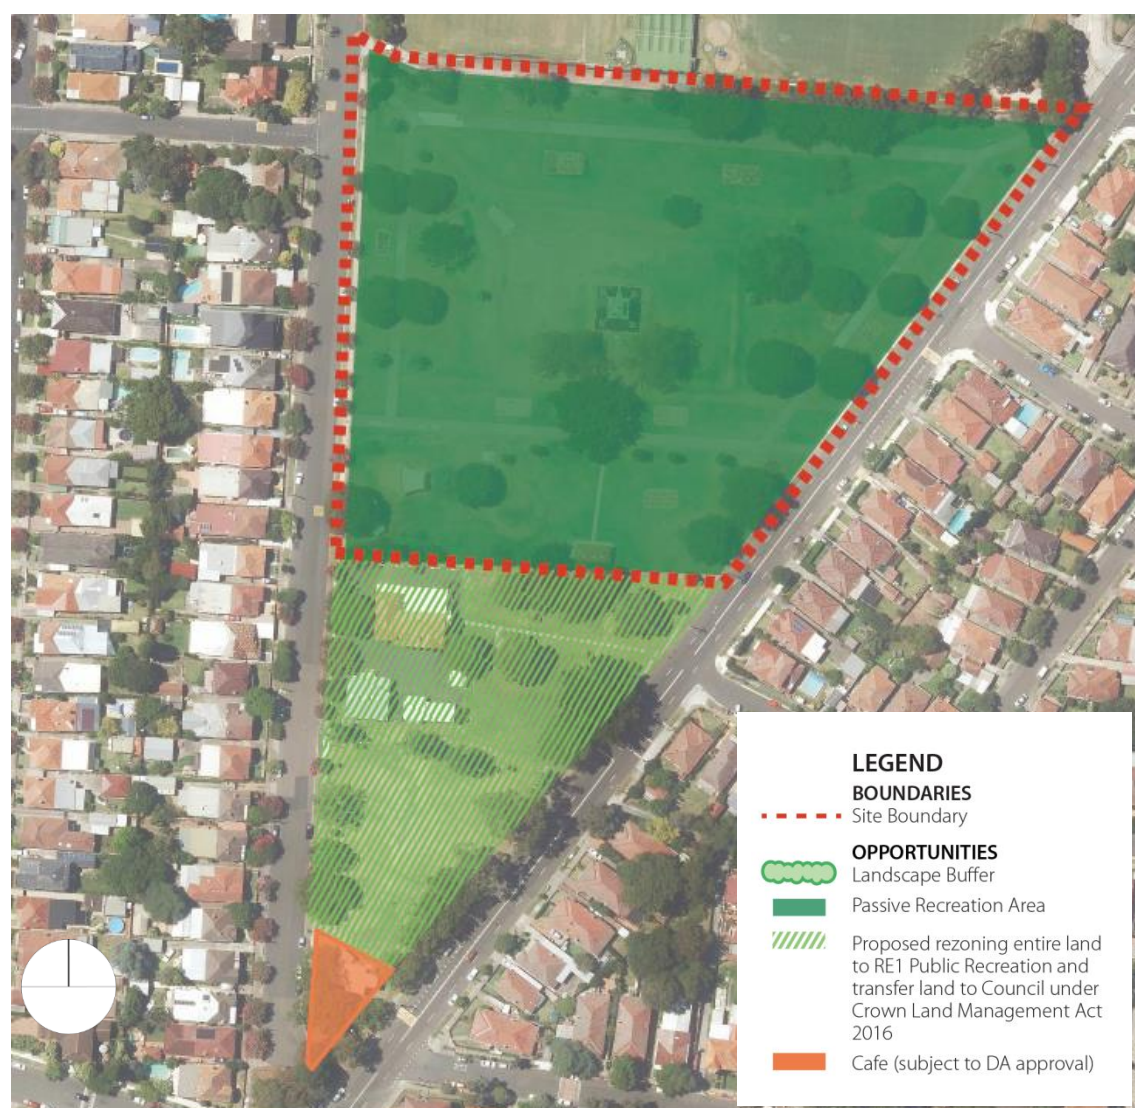 LEGEND
BOUNDARIES
Site Boundary
OPPORTUNITIES
Landscape Buffer
Passive Recreation Area
Proposed rezoning entire land
to RE1 Public Recreation and
transfer land to Council under
Crown Land Management Act
2016
Cafe (subject to DA approval)